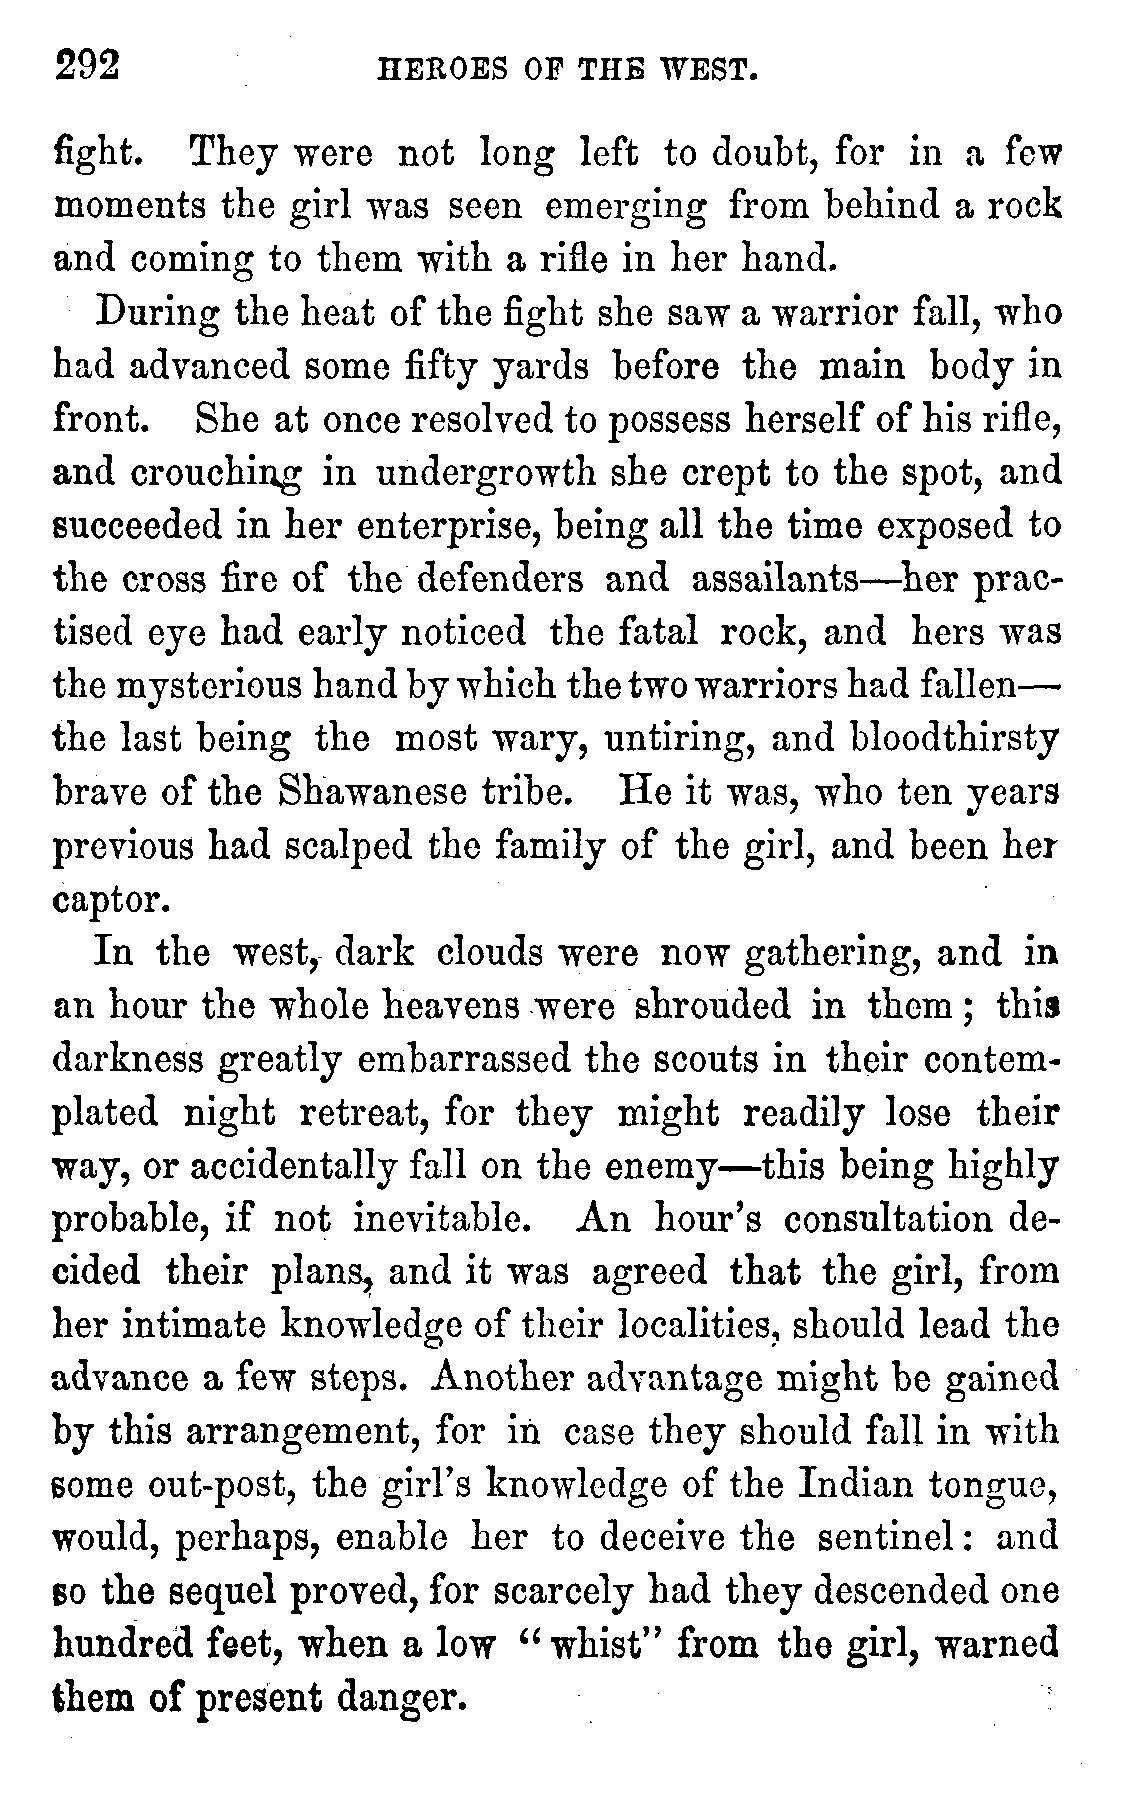 292 HEROES OF THE WEST.
fight. They were not long left to doubt, for in a few
moments the girl was seen emerging from behind a rock
and coming to them with a rifle in her hand.
During the heat of the fight she saw a warrior fall, who
had advanced some fifty yards before the main body in
front. She at once resolved to possess herself of his rifle,
and crouching in undergrowth she crept to the spot, and
succeeded in her enterprise, being all the time exposed to
the cross fire of the defenders and assailants—her prac-
tised eye had early noticed the fatal rock, and hers was
the mysterious hand by which the two warriors had fallen—
the last being the most wary, untiring, and bloodthirsty
brave of the Shawanese tribe. He it was, who ten years
previous had scalped the family of the girl, and been her
captor.
In the west, dark clouds were now gathering, and in
an hour the whole heavens were shrouded in them; this
darkness greatly embarrassed the scouts in their contem-
plated night retreat, for they might readily lose their
way, or accidentally fall on the enemy—this being highly
probable, if not inevitable. An hour's consultation de-
cided their plans, and it was agreed that the girl, from
her intimate knowledge of their localities, should lead the
advance a few steps. Another advantage might be gained
by this arrangement, for in case they should fall in with
some out-post, the girl's knowledge of the Indian tongue,
would, perhaps, enable her to deceive the sentinel: and
so the sequel proved, for scarcely had they descended one
hundred feet, when a low "whist" from the girl, warned
them of present danger.